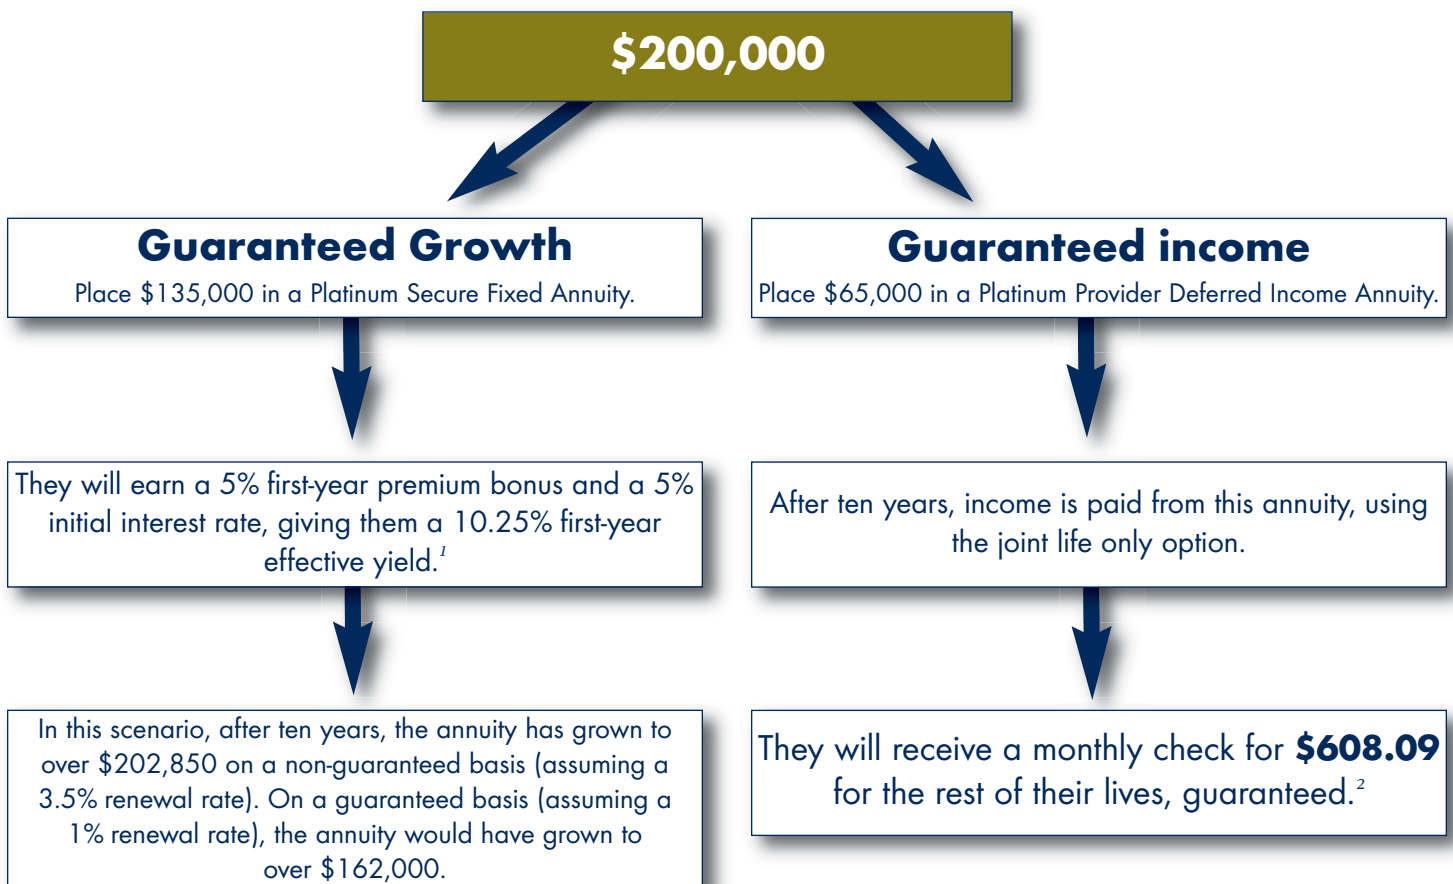 $200,000
Guaranteed Growth
Place $135,000 in a Platinum Secure Fixed Annuity.
They will earn a 5% first-year premium bonus and a 5%
initial interest rate, giving them a 10.25% first-year
effective yield.1
In this scenario, after ten years, the annuity has grown to
over $202,850 on a non-guaranteed basis (assuming a
3.5% renewal rate). On a guaranteed basis (assuming a
1% renewal rate), the annuity would have grown to
over $162,000.
Guaranteed income
Place $65,000 in a Platinum Provider Deferred Income Annuity.
After ten years, income is paid from this annuity, using
the joint life only option.
They will receive a monthly check for $608.09
for the rest of their lives, guaranteed.2